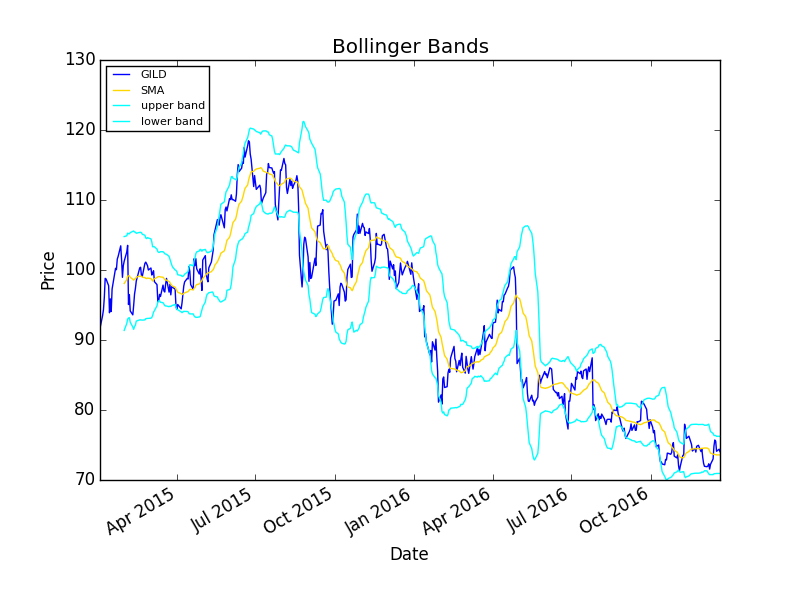 Bollinger Bands
130
120
110
100
90
80
70
Price
GILD
SMA
upper band
lower band
Apr 2015
Jul 2015
Oct 2015
Jan 2016
Apr 2016
Jul 2016
Oct 2016
Date